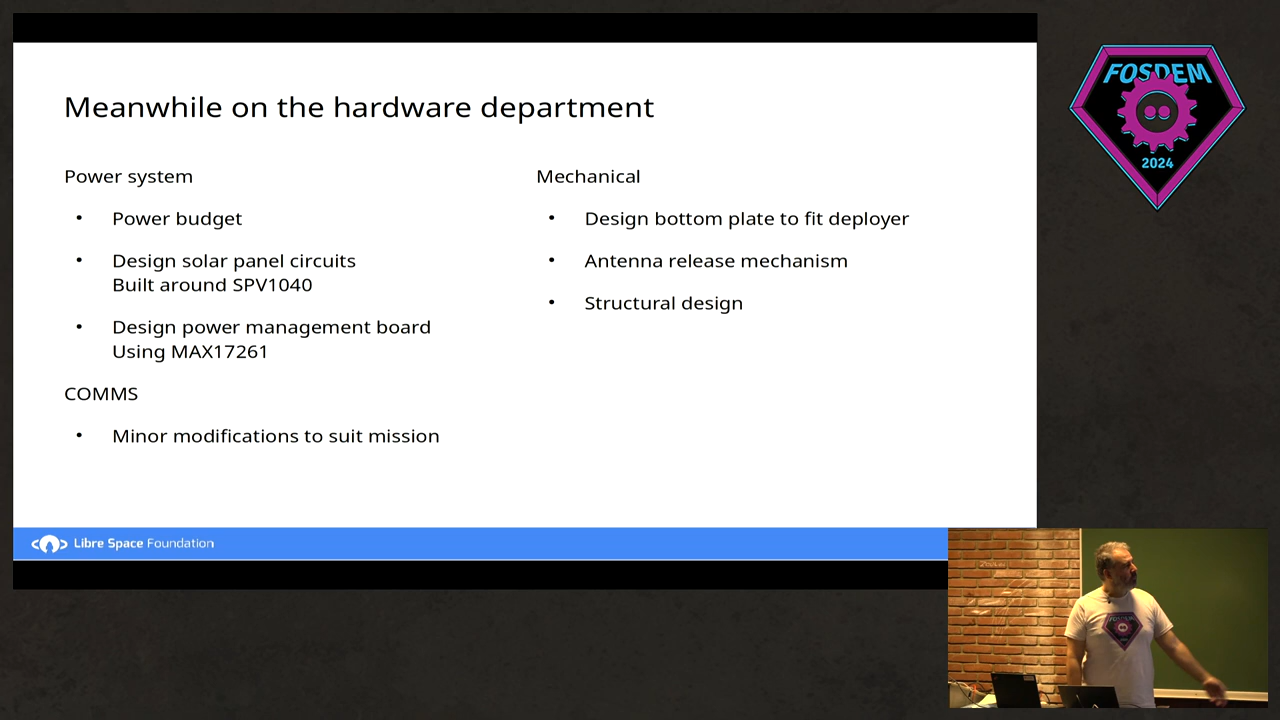 Meanwhile on the hardware department
Power system
• Power budget
• Design solar panel circuits
Built around SPV1040
• Design power management board
Using MAX17261
COMMS
• Minor modifications to suit mission
Mechanical
• Design bottom plate to fit deployer
• Antenna release mechanism
• Structural design
Libre Space Foundation
FOSDEM
2024